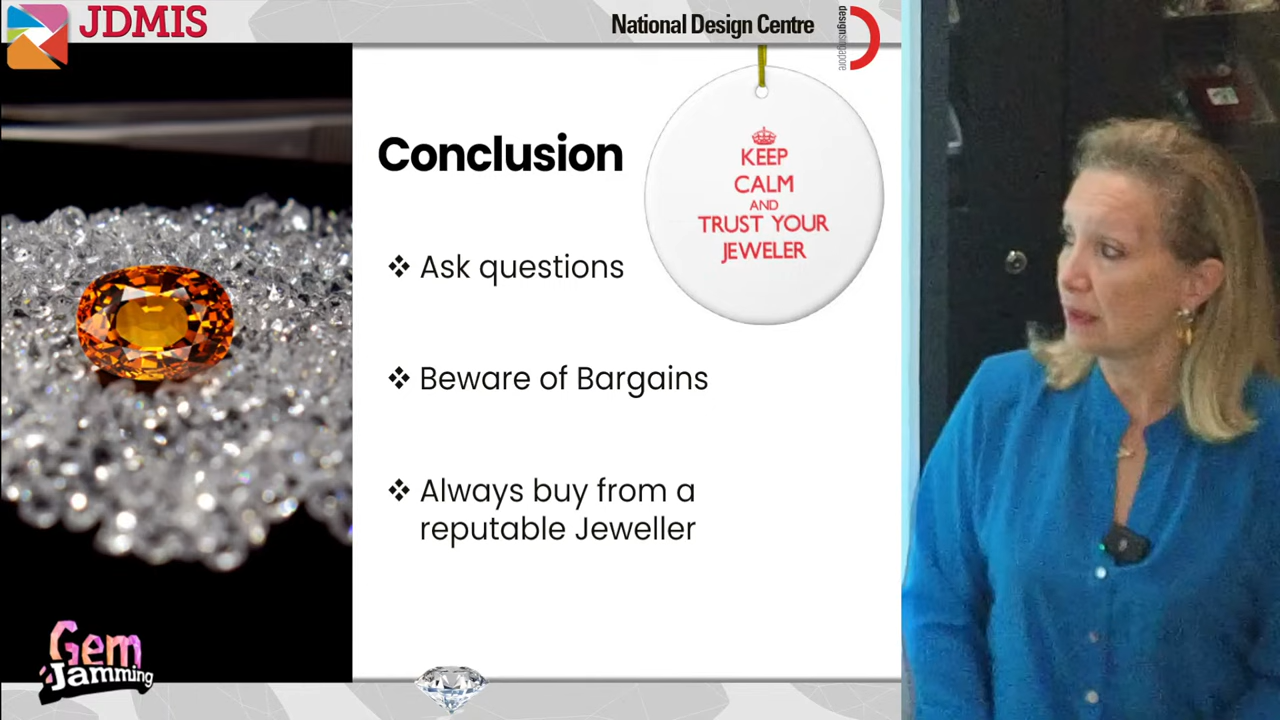 JDMIS
National Design Centre
designsingapore
Conclusion
KEEP
CALM
AND
TRUST YOUR
JEWELER
❖ Ask questions
❖ Beware of Bargains
❖ Always buy from a
reputable Jeweller
Gem
Jamming